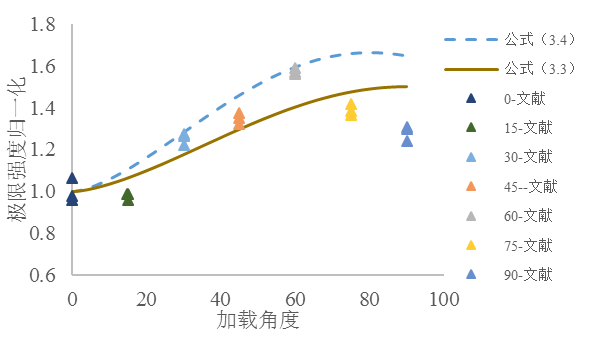 1.8
1.6
1.4
1.2
1.0
0.8
0.6
极限强度归一化
0 20 40 60 80 100
加载角度
公式（3.4）
公式（3.3）
0-文献
15-文献
30-文献
45--文献
60-文献
75-文献
90-文献